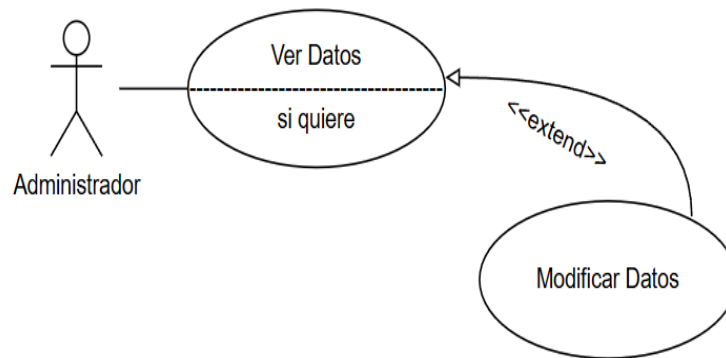 Ver Datos
si quiere
<<extend>>
Administrador
Modificar Datos